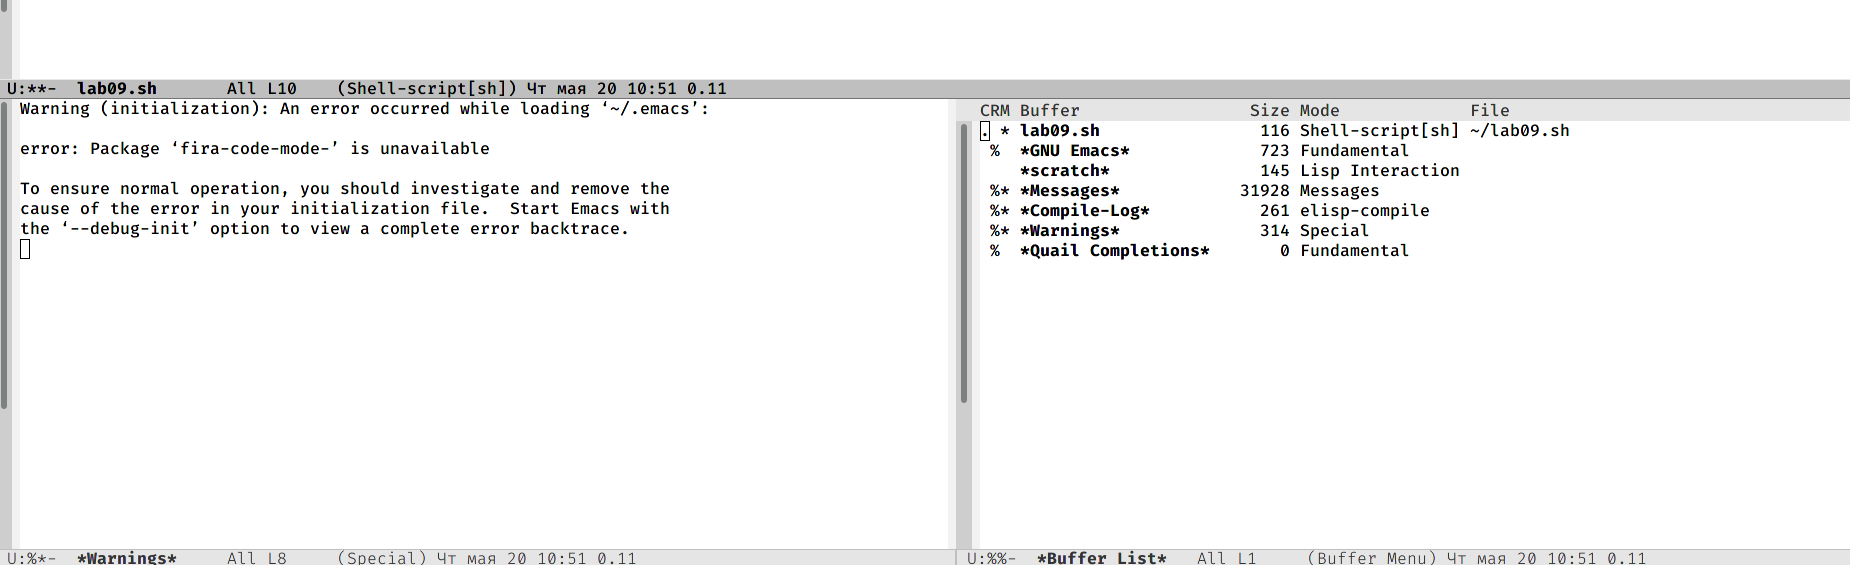 U:**-  lab09.sh       All L10    (Shell-script[sh]) Чт мая 20 10:51 0.11
Warning (initialization): An error occurred while loading ‘~/.emacs’:
error: Package ‘fira-code-mode-’ is unavailable
To ensure normal operation, you should investigate and remove the
cause of the error in your initialization file.  Start Emacs with
the ‘--debug-init’ option to view a complete error backtrace.
U:%*-  *Warnings*     All L8     (Special) Чт мая 20 10:51 0.11
CRM Buffer                 Size Mode             File
. * lab09.sh                116 Shell-script[sh] ~/lab09.sh
 %  *GNU Emacs*             723 Fundamental
    *scratch*               145 Lisp Interaction
 %* *Messages*            31928 Messages
 %* *Compile-Log*           261 elisp-compile
 %* *Warnings*              314 Special
 %  *Quail Completions*       0 Fundamental
U:%%-  *Buffer List*   All L1     (Buffer Menu) Чт мая 20 10:51 0.11